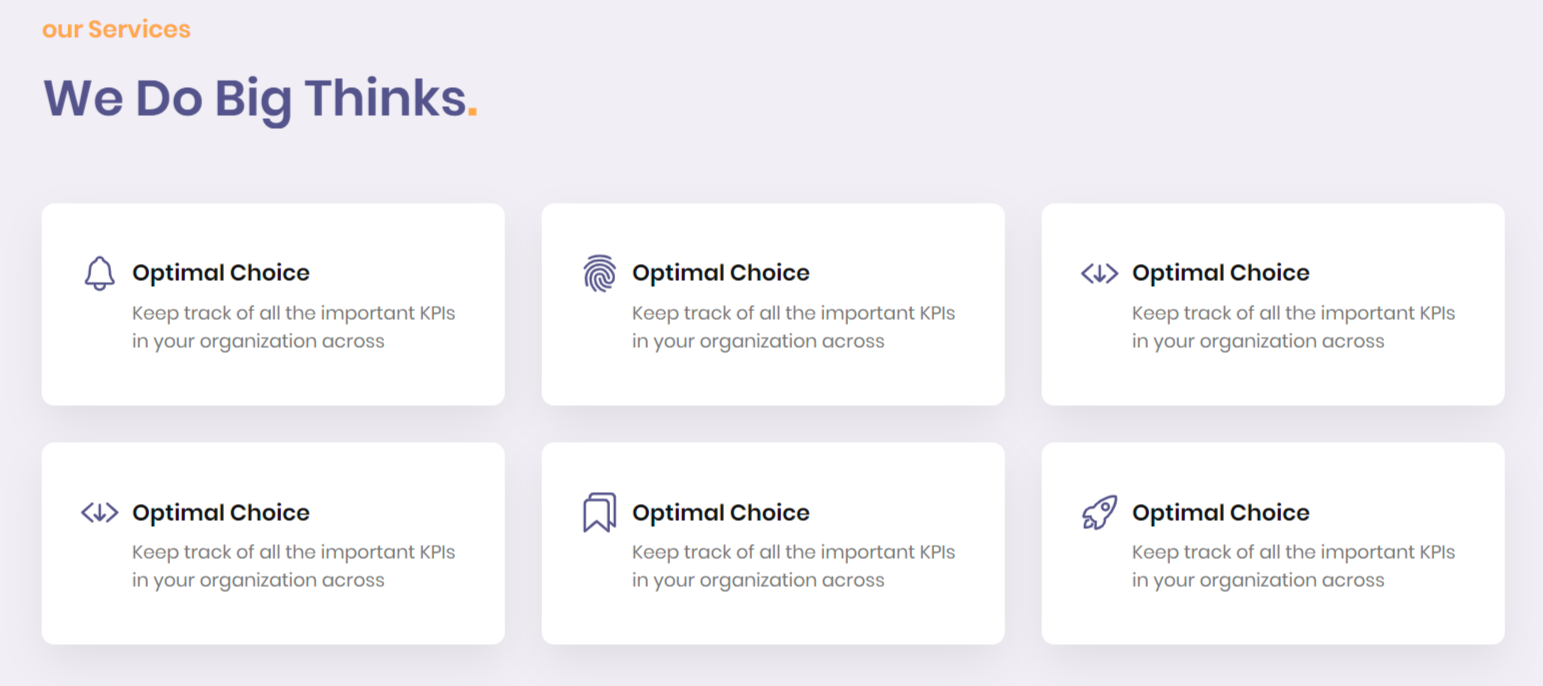 our Services
We Do Big Thinks.
Optimal Choice
Keep track of all the important KPIs
in your organization across
Optimal Choice
Keep track of all the important KPIs
in your organization across
Optimal Choice
Keep track of all the important KPIs
in your organization across
Optimal Choice
Keep track of all the important KPIs
in your organization across
Optimal Choice
Keep track of all the important KPIs
in your organization across
Optimal Choice
Keep track of all the important KPIs
in your organization across